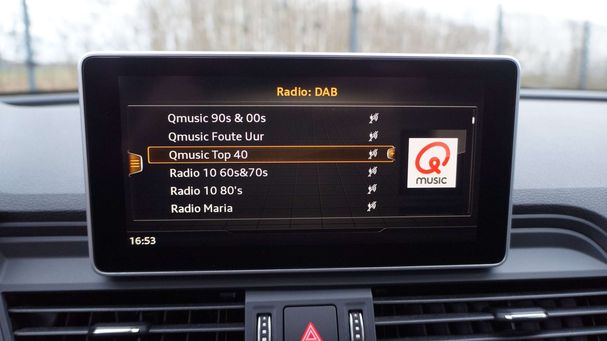 Radio: DAB
Qmusic 90s & 00s
Qmusic Foute Uur
Qmusic Top 40
Radio 10 60s&70s
Radio 10 80's
Radio Maria
Q
MUSIC
16:53